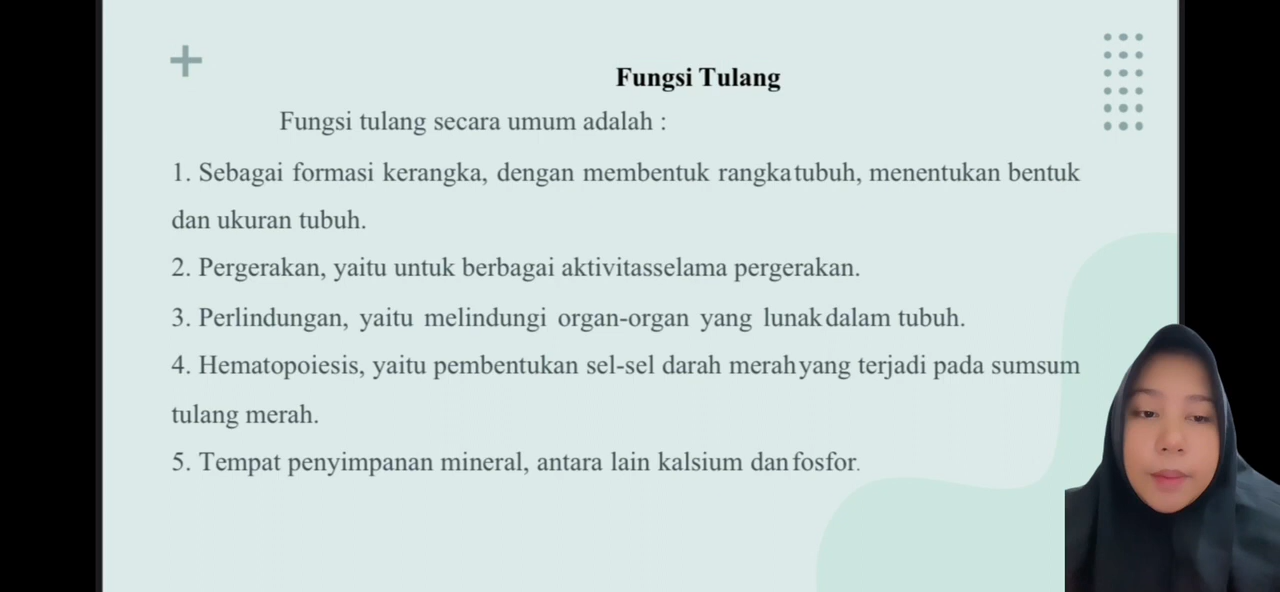 Fungsi Tulang
Fungsi tulang secara umum adalah :
1. Sebagai formasi kerangka, dengan membentuk rangka tubuh, menentukan bentuk
dan ukuran tubuh.
2. Pergerakan, yaitu untuk berbagai aktivitasselama pergerakan.
3. Perlindungan, yaitu melindungi organ-organ yang lunak dalam tubuh.
4. Hematopoiesis, yaitu pembentukan sel-sel darah merah yang terjadi pada sumsum
tulang merah.
5. Tempat penyimpanan mineral, antara lain kalsium dan fosfor.